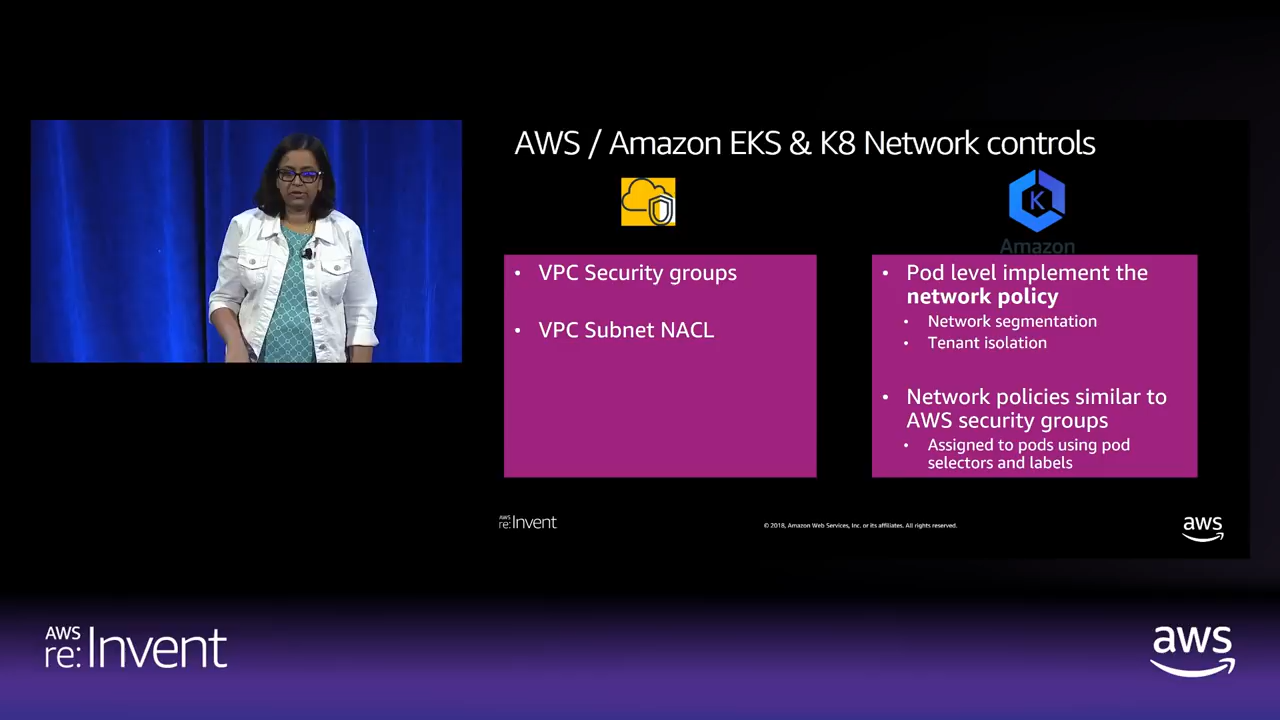 AWS / Amazon EKS & K8 Network controls
K
Amazon
• VPC Security groups
• VPC Subnet NACL
• Pod level implement the
network policy
• Network segmentation
• Tenant isolation
• Network policies similar to
AWS security groups
• Assigned to pods using pod
selectors and labels
AWS
re:Invent
© 2018, Amazon Web Services, Inc. or its affiliates. All rights reserved.
aws
AWS
re:Invent
aws